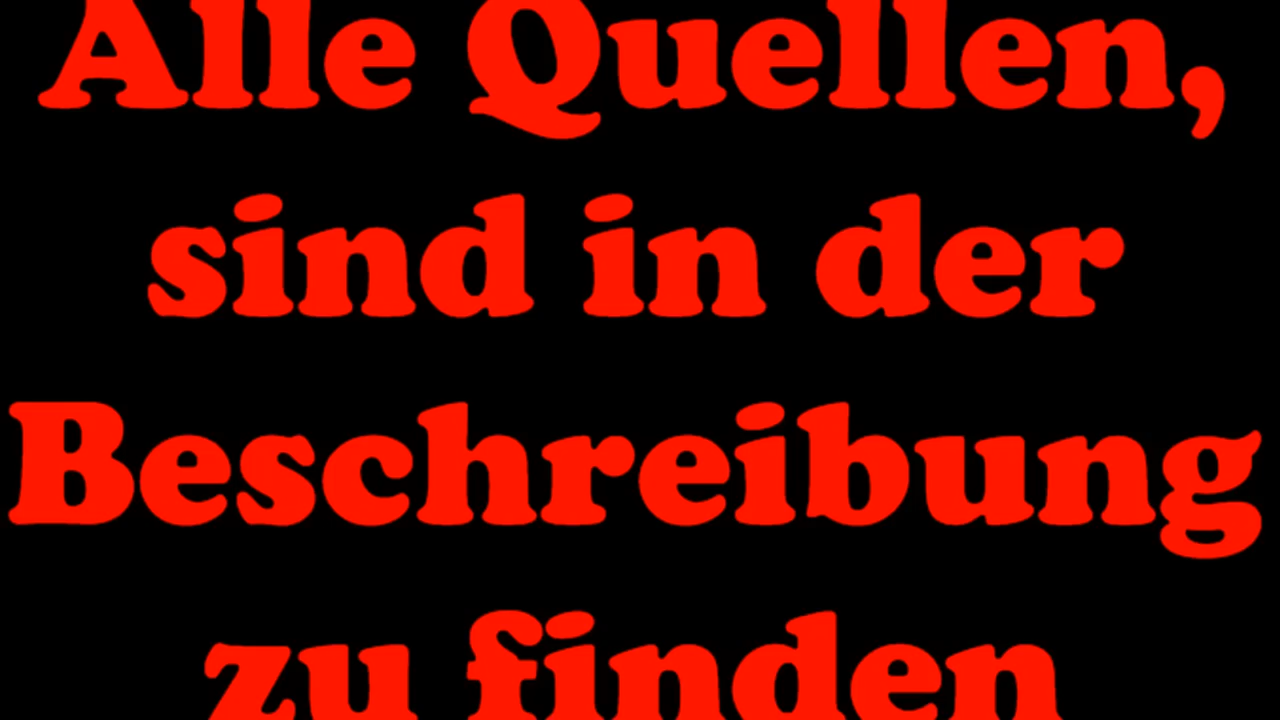 Alle Quellen,
sind in der
Beschreibung
zu finden